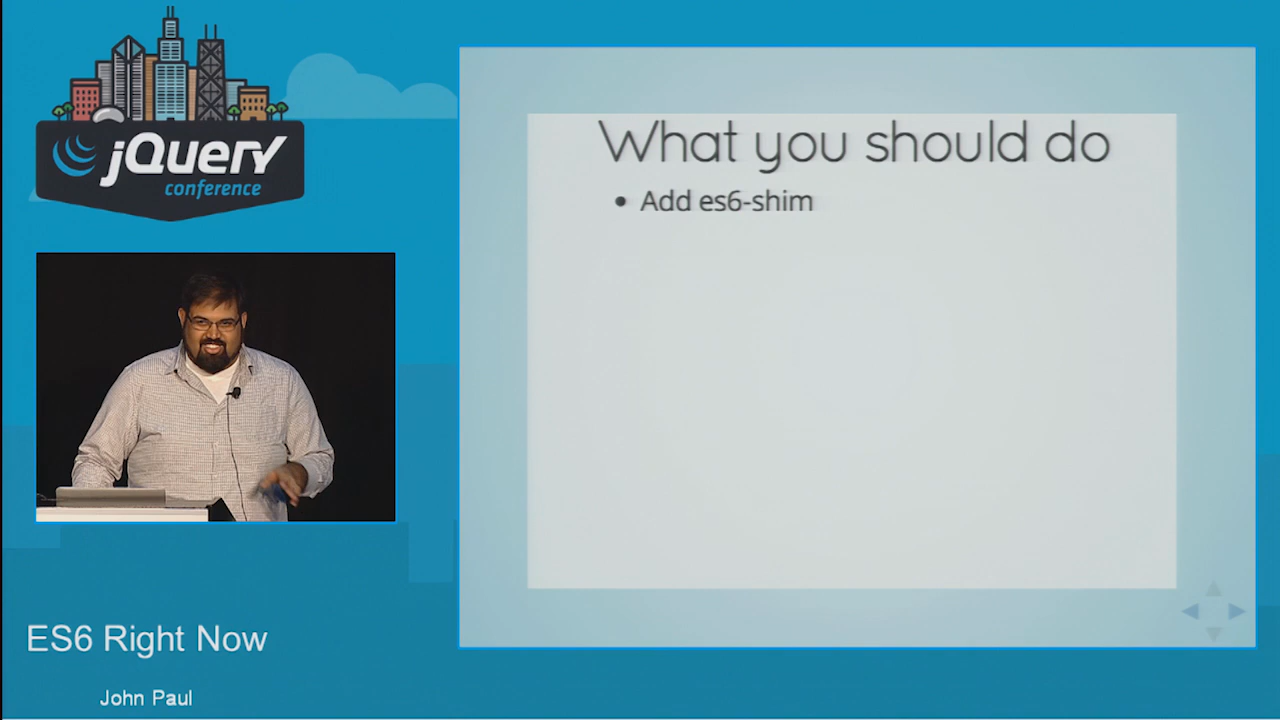 jQuery
conference
What you should do
• Add es6-shim
ES6 Right Now
John Paul